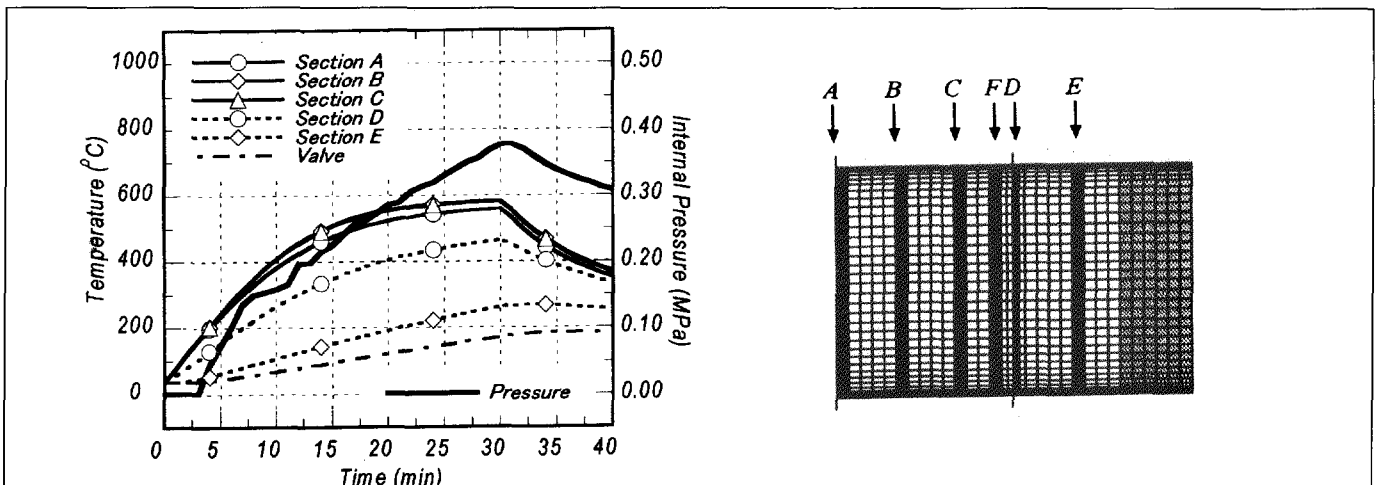 Temperature (°C)
1000
800
600
400
200
0
Section A
Section B
Section C
Section D
Section E
Valve
Pressure
0.50
0.40
0.30
0.20
0.10
0.00
Internal Pressure (MPa)
0 5 10 15 20 25 30 35 40
Time (min)
A B C F D E